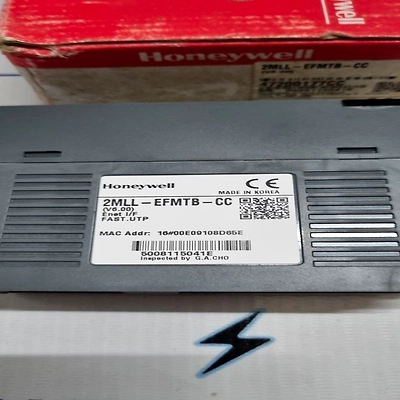 Honeywell
Honeywell
2MLL-EFMTB-CC
Honeywell
CE
MADE IN KOREA
2MLL-EFMTB-CC
(V6.00)
Enet I/F
FAST.UTP
MAC Addr: 16#00E09108D65E
5008115041E
Inspected by G.A.CHO